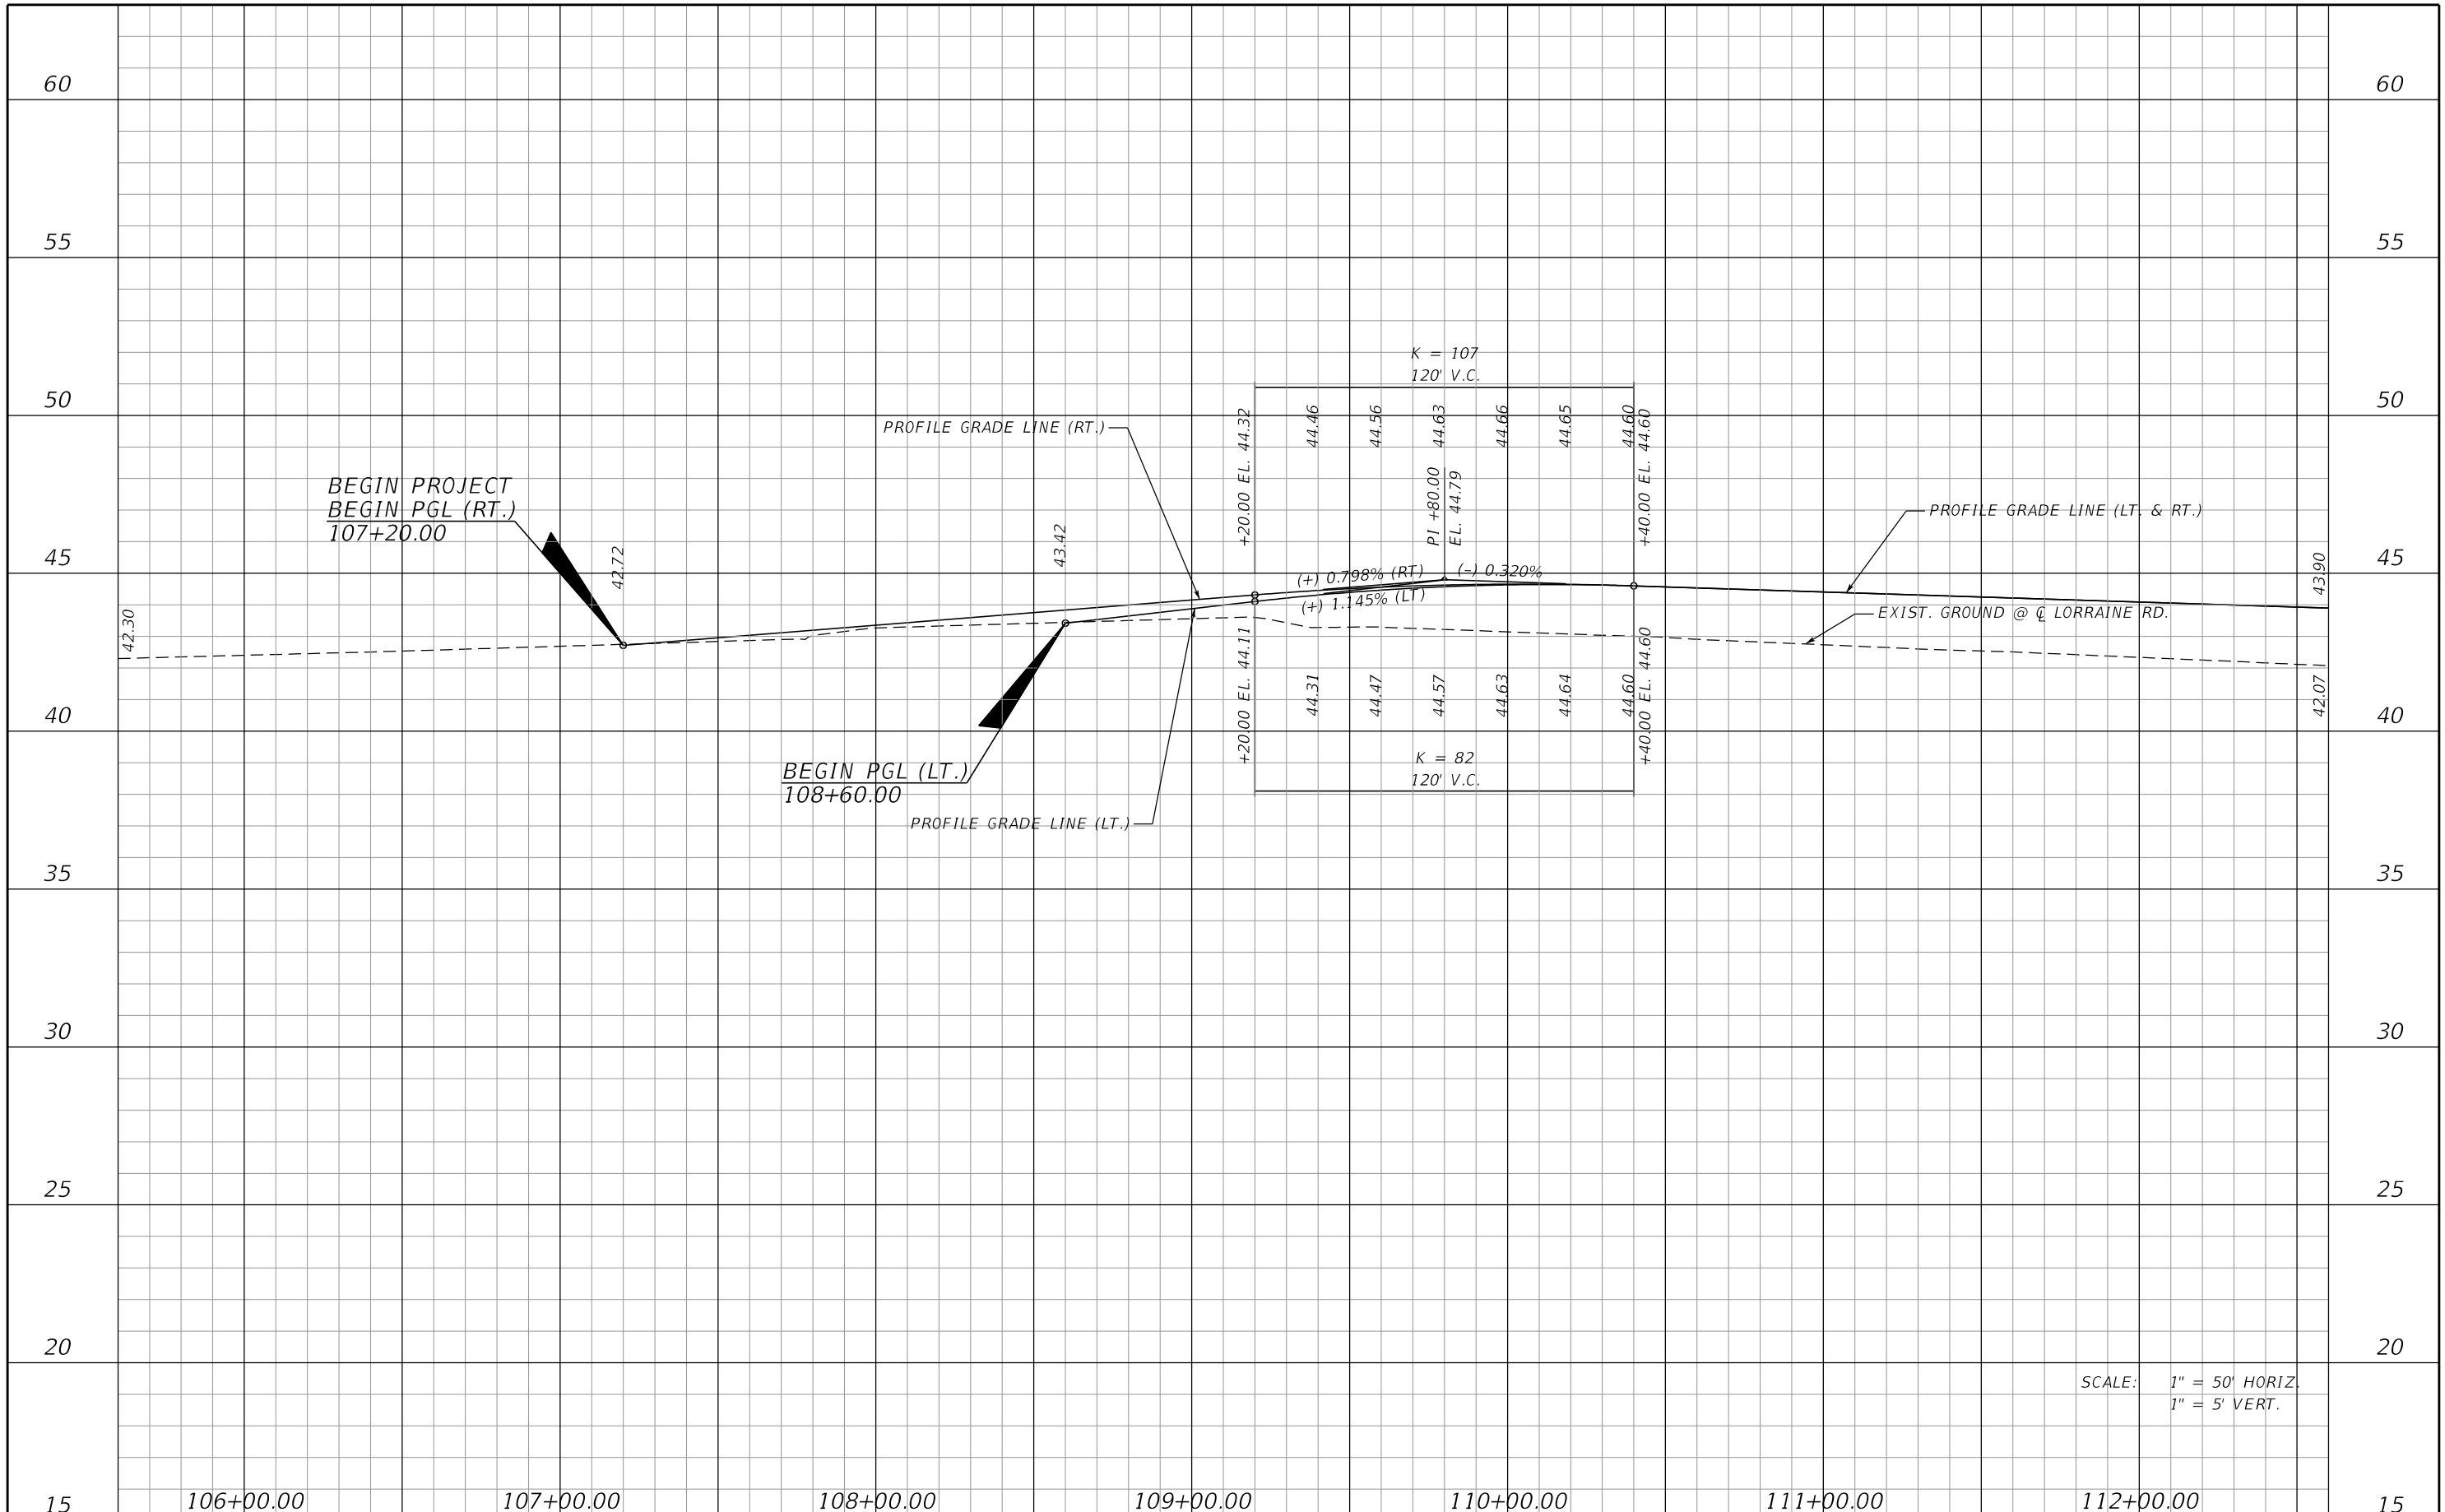 60
60
55
55
K = 107
120' V.C.
50
50
+20.00 EL. 44.32
44.46
44.56
44.63
44.66
44.65
44.60
+40.00 EL. 44.60
PROFILE GRADE LINE (RT.)
PI +80.00
EL. 44.79
BEGIN PROJECT
BEGIN PGL (RT.)
107+20.00
PROFILE GRADE LINE (LT. & RT.)
43.42
42.72
45
45
43.90
(+) 0.798% (RT)
(-) 0.320%
(+) 1.145% (LT)
42.30
EXIST. GROUND @ ℄ LORRAINE RD.
+20.00 EL. 44.11
44.31
44.47
44.57
44.63
44.64
44.60
+40.00 EL. 44.60
42.07
40
40
K = 82
120' V.C.
BEGIN PGL (LT.)
108+60.00
PROFILE GRADE LINE (LT.)
35
35
30
30
25
25
20
20
SCALE: 1" = 50' HORIZ.
1" = 5' VERT.
15
106+00.00
107+00.00
108+00.00
109+00.00
110+00.00
111+00.00
112+00.00
15